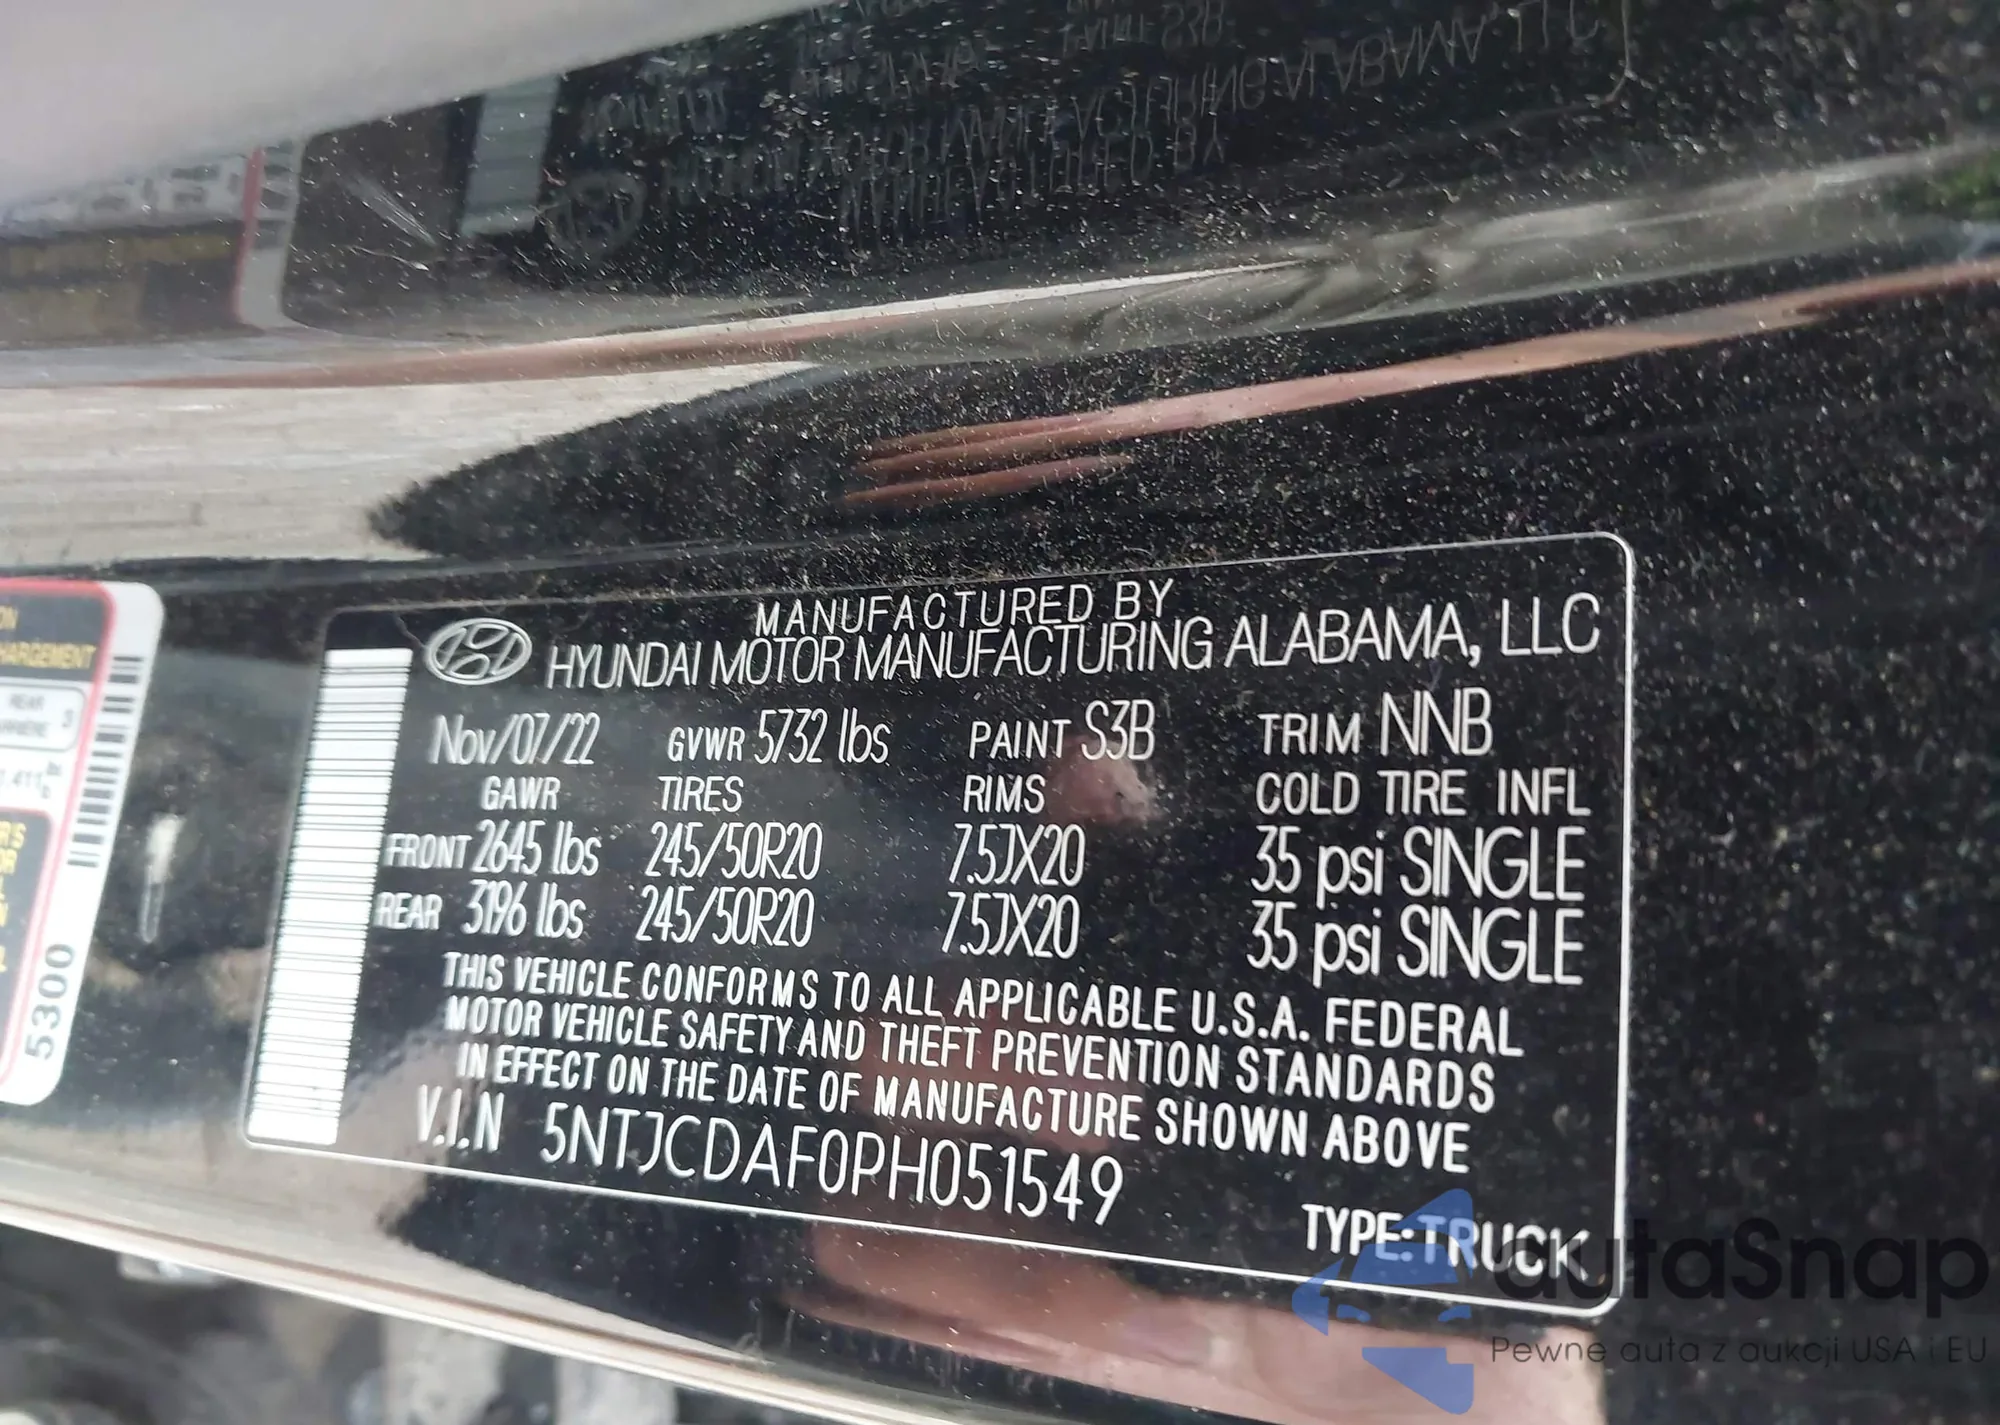 MANUFACTURED BY
HYUNDAI MOTOR MANUFACTURING ALABAMA, LLC
Nov/07/22 GVWR 5732 lbs PAINT S3B TRIM NNB
GAWR TIRES RIMS COLD TIRE INFL
FRONT 2645 lbs 245/50R20 7.5JX20 35 psi SINGLE
REAR 3196 lbs 245/50R20 7.5JX20 35 psi SINGLE
THIS VEHICLE CONFORMS TO ALL APPLICABLE U.S.A. FEDERAL
MOTOR VEHICLE SAFETY AND THEFT PREVENTION STANDARDS
IN EFFECT ON THE DATE OF MANUFACTURE SHOWN ABOVE
V.I.N 5NTJCDAF0PH051549
TYPE:TRUCK
REAR
3
5300
autaSnap
Pewne auta z aukcji USA i EU